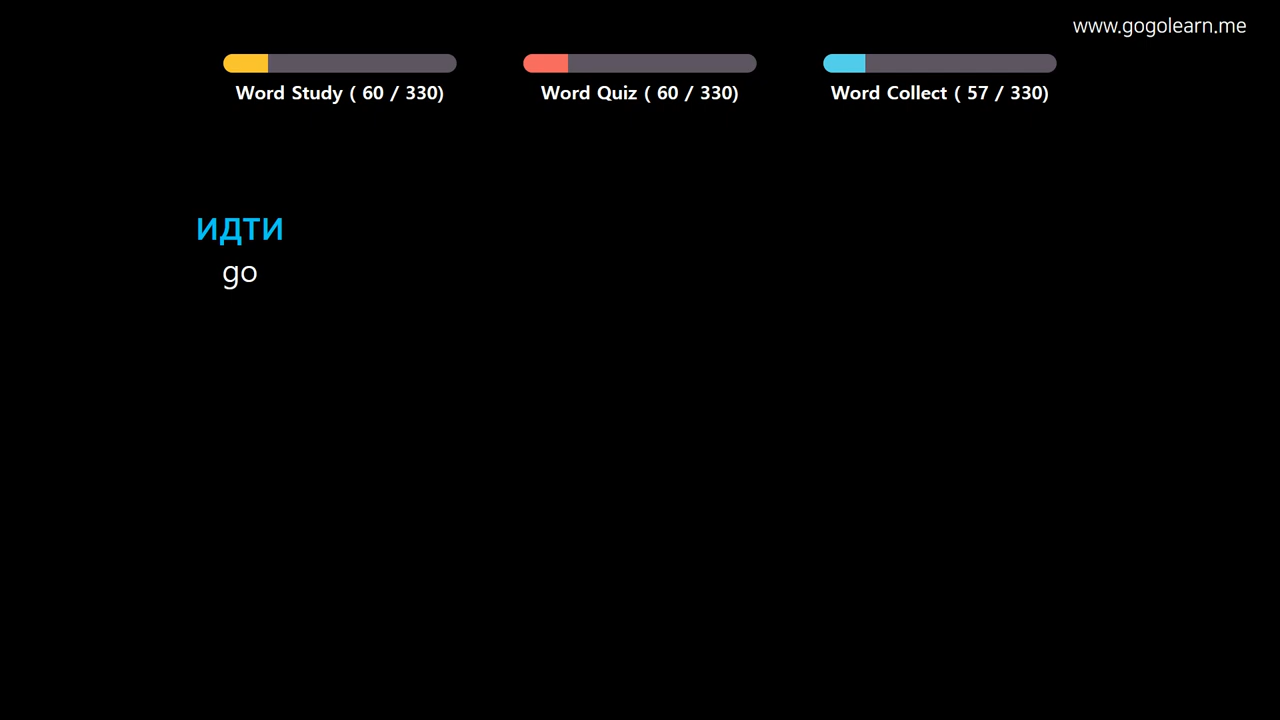 www.gogolearn.me
Word Study ( 60 / 330)
Word Quiz ( 60 / 330)
Word Collect ( 57 / 330)
идти
go